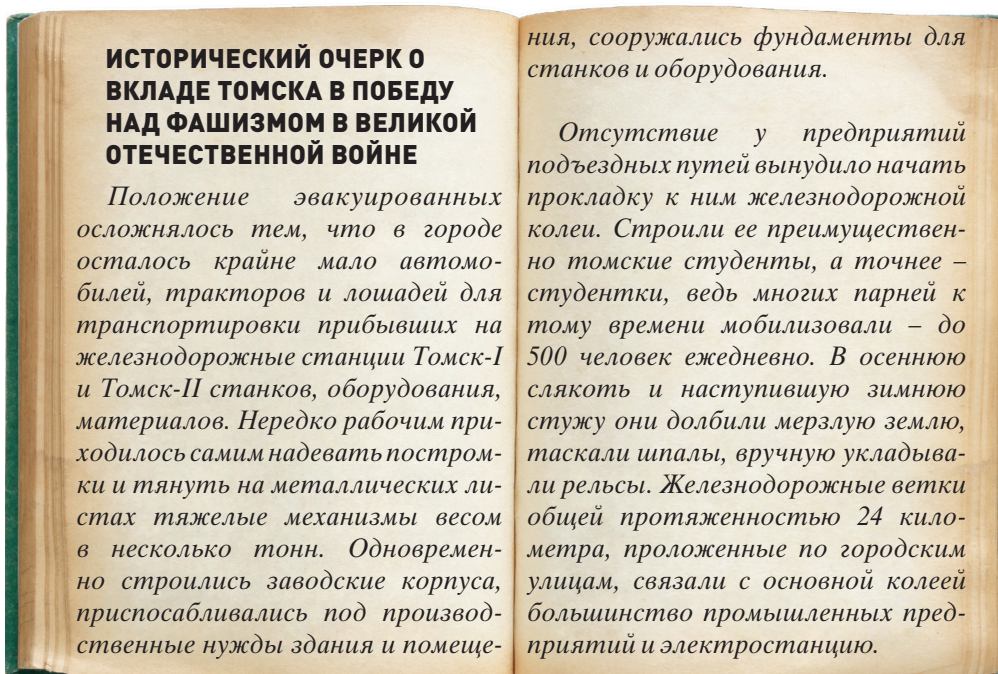 ИСТОРИЧЕСКИЙ ОЧЕРК О
ВКЛАДЕ ТОМСКА В ПОБЕДУ
НАД ФАШИЗМОМ В ВЕЛИКОЙ
ОТЕЧЕСТВЕННОЙ ВОЙНЕ
Положение эвакуированных
осложнялось тем, что в городе
осталось крайне мало автомо-
билей, тракторов и лошадей для
транспортировки прибывших на
железнодорожные станции Томск-I
и Томск-II станков, оборудования,
материалов. Нередко рабочим при-
ходилось самим надевать постром-
ки и тянуть на металлических ли-
стах тяжелые механизмы весом
в несколько тонн. Одновремен-
но строились заводские корпуса,
приспосабливались под производ-
ственные нужды здания и помеще-
ния, сооружались фундаменты для
станков и оборудования.
Отсутствие у предприятий
подъездных путей вынудило начать
прокладку к ним железнодорожной
колеи. Строили ее преимуществен-
но томские студенты, а точнее –
студентки, ведь многих парней к
тому времени мобилизовали – до
500 человек ежедневно. В осеннюю
слякоть и наступившую зимнюю
стужу они долбили мерзлую землю,
таскали шпалы, вручную укладыва-
ли рельсы. Железнодорожные ветки
общей протяженностью 24 кило-
метра, проложенные по городским
улицам, связали с основной колеей
большинство промышленных пред-
приятий и электростанцию.